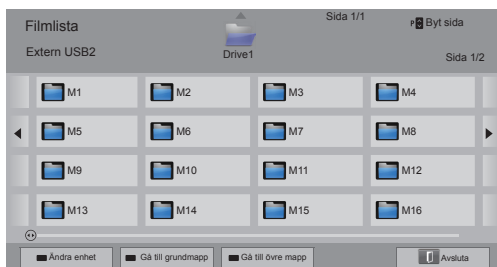 Filmlista
Sida 1/1
P Byt sida
Extern USB2
Drive1
Sida 1/2
M1 M2 M3 M4
M5 M6 M7 M8
M9 M10 M11 M12
M13 M14 M15 M16
Ändra enhet Gå till grundmapp Gå till övre mapp Avsluta